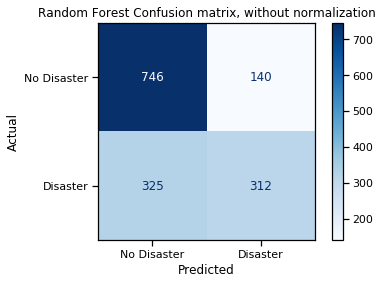 Random Forest Confusion matrix, without normalization
Actual
No Disaster
746
140
Disaster
325
312
No Disaster
Disaster
Predicted
700
600
500
400
300
200